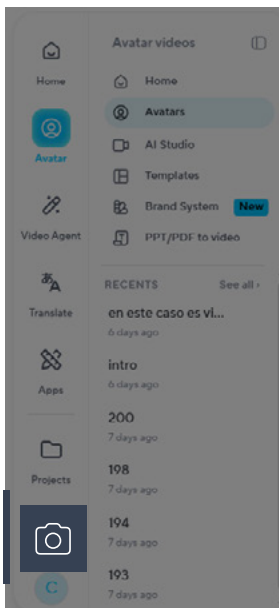 Home
Avatar
Video Agent
Translate
Apps
Projects
C
Avatar videos
Home
Avatars
AI Studio
Templates
Brand System New
PPT/PDF to video
RECENTS See all ›
en este caso es vi...
6 days ago
intro
6 days ago
200
7 days ago
198
7 days ago
194
7 days ago
193
7 days ago